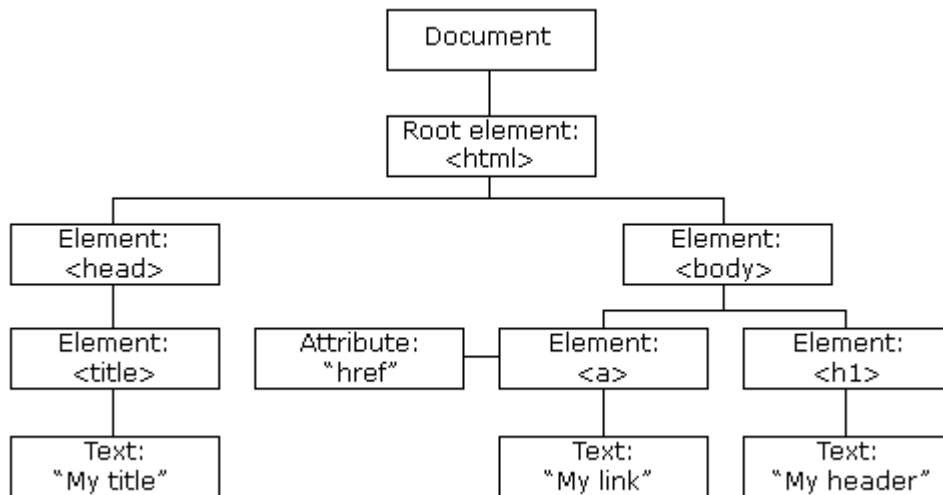 Document
Root element:
<html>
Element:
<head>
Element:
<body>
Element:
<title>
Attribute:
“href”
Element:
<a>
Element:
<h1>
Text:
“My title”
Text:
“My link”
Text:
“My header”